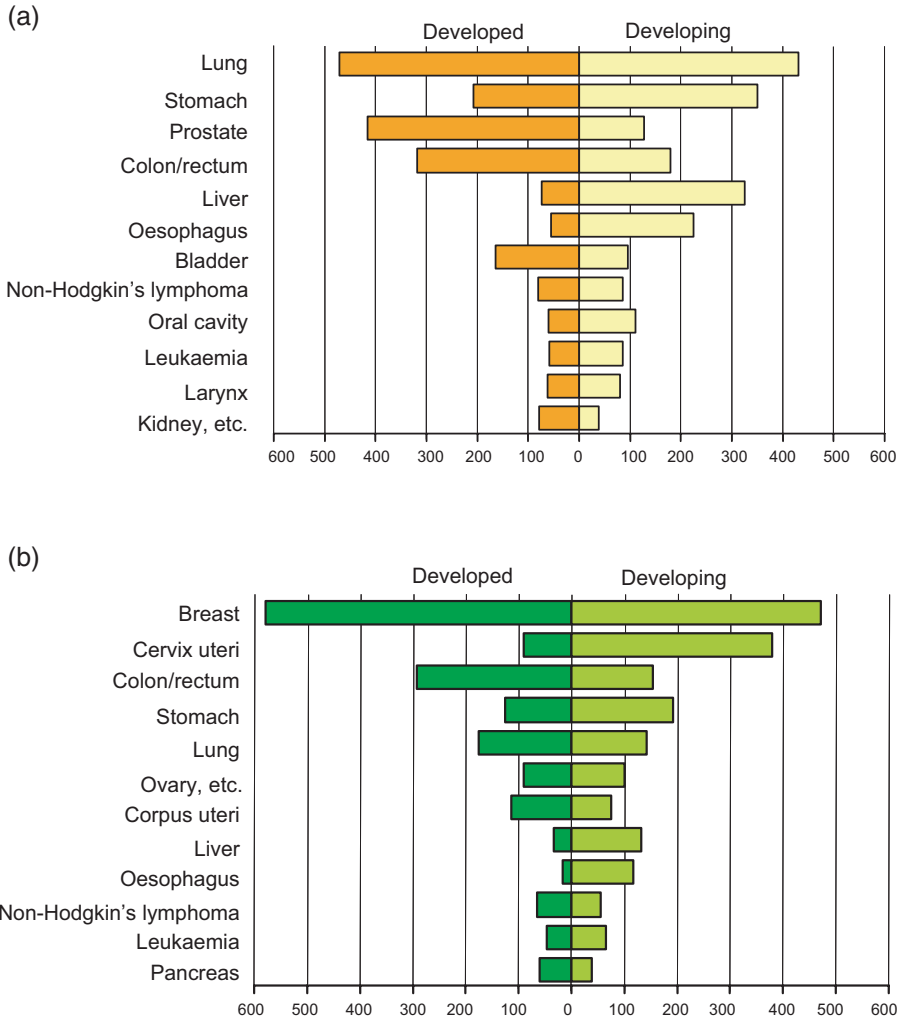 (a)
Developed Developing
Lung
Stomach
Prostate
Colon/rectum
Liver
Oesophagus
Bladder
Non-Hodgkin’s lymphoma
Oral cavity
Leukaemia
Larynx
Kidney, etc.
600 500 400 300 200 100 0 100 200 300 400 500 600
(b)
Developed Developing
Breast
Cervix uteri
Colon/rectum
Stomach
Lung
Ovary, etc.
Corpus uteri
Liver
Oesophagus
Non-Hodgkin’s lymphoma
Leukaemia
Pancreas
600 500 400 300 200 100 0 100 200 300 400 500 600